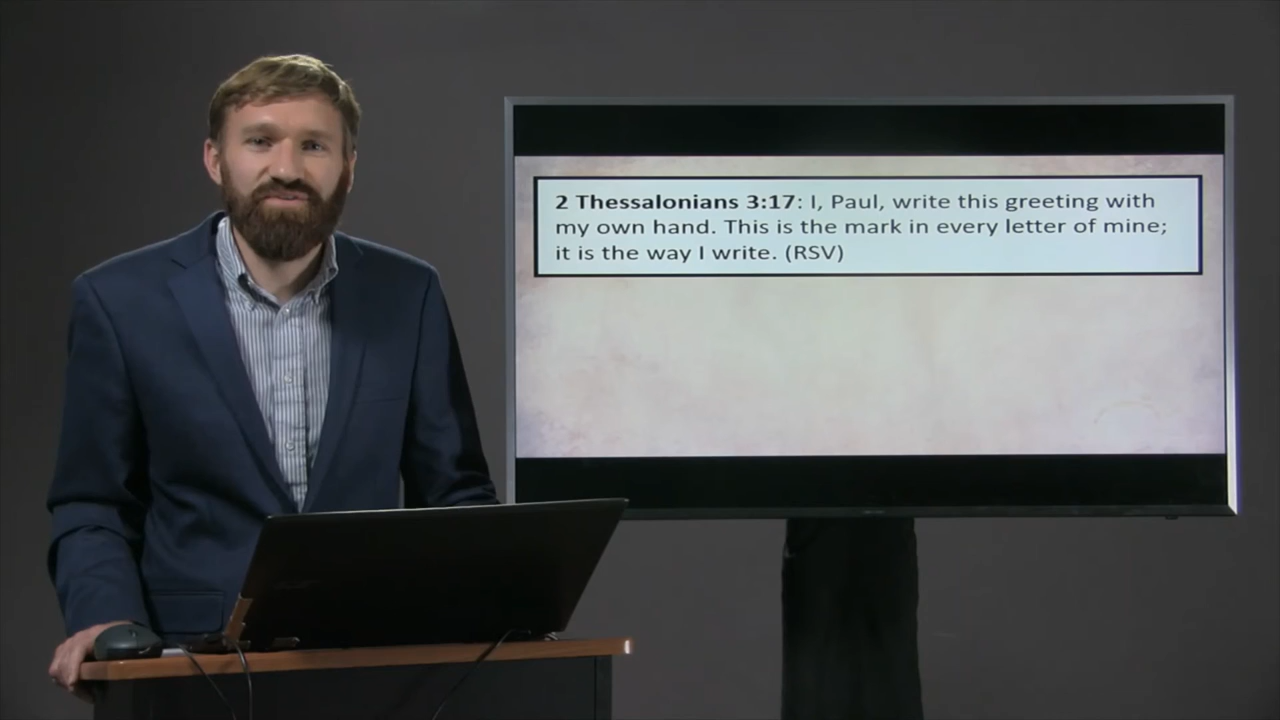 2 Thessalonians 3:17: I, Paul, write this greeting with
my own hand. This is the mark in every letter of mine;
it is the way I write. (RSV)